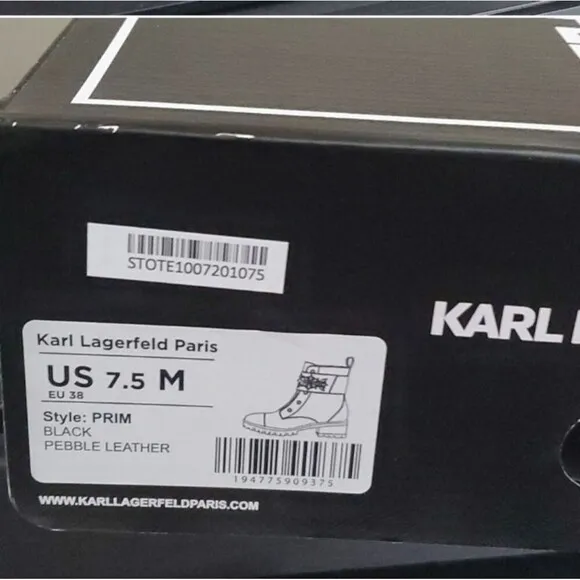 STOTE1007201075
KARL
Karl Lagerfeld Paris
US 7.5 M
EU 38
Style: PRIM
BLACK
PEBBLE LEATHER
194775909375
WWW.KARLLAGERFELDPARIS.COM